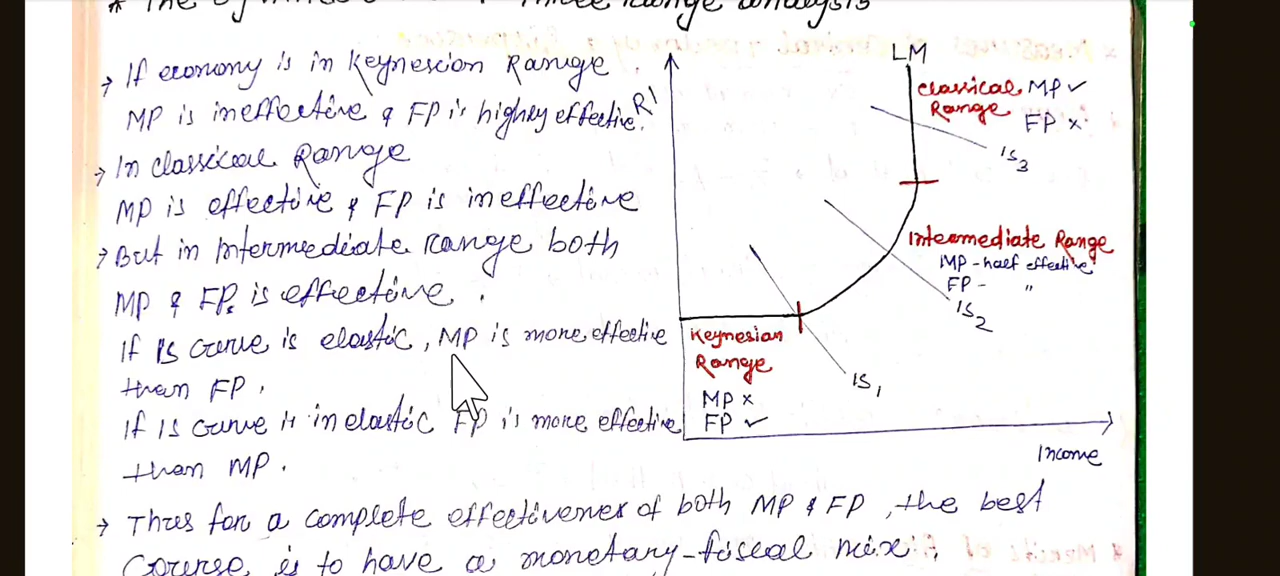 Three Range analysis
→ If economy is in Keynesian Range
MP is ineffective & FP is highly effective.
→ In classical Range
MP is effective & FP is ineffective
→ But in Intermediate range both
MP & FP is effective.
If IS curve is elastic, MP is more effective
than FP.
If IS curve is inelastic FP is more effective
than MP.
→ Thus for a complete effectiveness of both MP & FP, the best
course is to have a monetary-fiscal mix.
R
LM
Classical Range
MP ✓
FP ×
IS3
Intermediate Range
MP - half effective
FP - "
IS2
Keynesian
Range
MP ×
FP ✓
IS1
Income